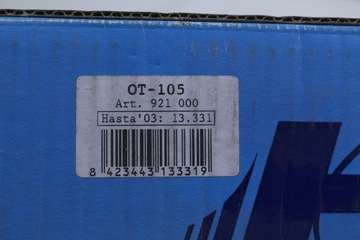 OT-105
Art. 921 000
Hasta'03: 13.331
8 423443 133319